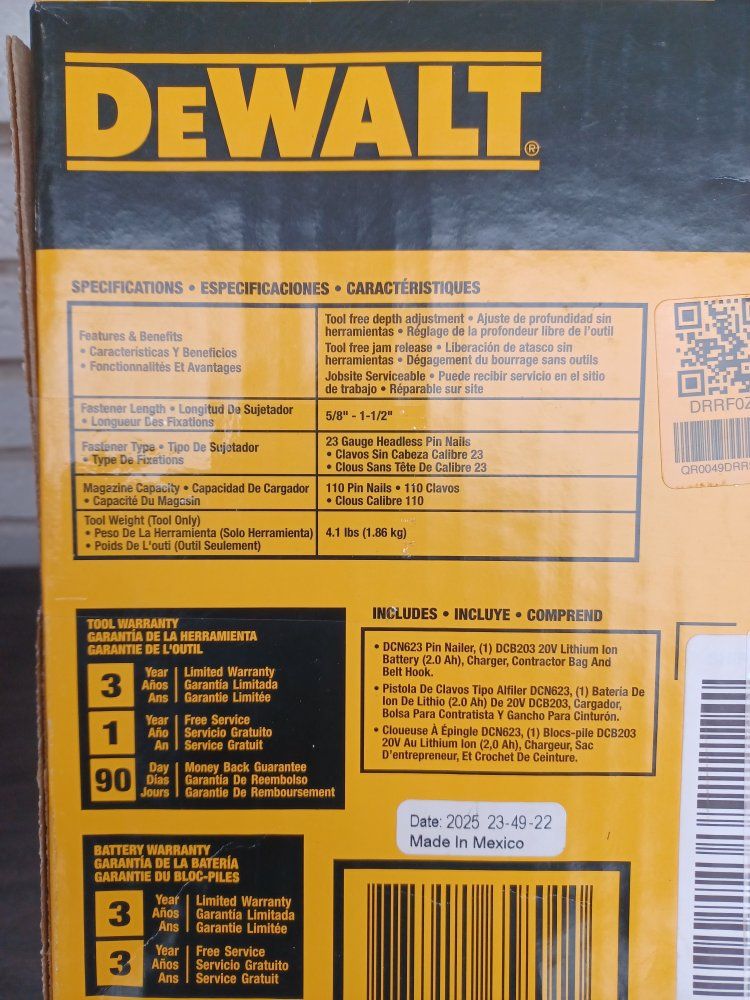 DEWALT®
SPECIFICATIONS • ESPECIFICACIONES • CARACTÉRISTIQUES
Features & Benefits
• Caracteristicas Y Beneficios
• Fonctionnalités Et Avantages
Tool free depth adjustment • Ajuste de profundidad sin
herramientas • Réglage de la profondeur libre de l'outil
Tool free jam release • Liberación de atasco sin
herramientas • Dégagement du bourrage sans outils
Jobsite Serviceable • Puede recibir servicio en el sitio
de trabajo • Réparable sur site
Fastener Length • Longitud De Sujetador
• Longueur Des Fixations
5/8" - 1-1/2"
Fastener Type • Tipo De Sujetador
• Type De Fixations
23 Gauge Headless Pin Nails
• Clavos Sin Cabeza Calibre 23
• Clous Sans Tête De Calibre 23
Magazine Capacity • Capacidad De Cargador
• Capacité Du Magasin
110 Pin Nails • 110 Clavos
• Clous Calibre 110
Tool Weight (Tool Only)
• Peso De La Herramienta (Solo Herramienta)
• Poids De L'outi (Outil Seulement)
4.1 lbs (1.86 kg)
DRRF0Z
QR0049DRR
TOOL WARRANTY
GARANTÍA DE LA HERRAMIENTA
GARANTIE DE L'OUTIL
3 Year Limited Warranty
Años Garantía Limitada
Ans Garantie Limitée
1 Year Free Service
Año Servicio Gratuito
An Service Gratuit
90 Day Money Back Guarantee
Días Garantía De Reembolso
Jours Garantie De Remboursement
INCLUDES • INCLUYE • COMPREND
• DCN623 Pin Nailer, (1) DCB203 20V Lithium Ion
Battery (2.0 Ah), Charger, Contractor Bag And
Belt Hook.
• Pistola De Clavos Tipo Alfiler DCN623, (1) Batería De
Ion De Lithio (2.0 Ah) De 20V DCB203, Cargador,
Bolsa Para Contratista Y Gancho Para Cinturón.
• Cloueuse À Épingle DCN623, (1) Blocs-pile DCB203
20V Au Lithium Ion (2,0 Ah), Chargeur, Sac
D'entrepreneur, Et Crochet De Ceinture.
Date: 2025 23-49-22
Made In Mexico
BATTERY WARRANTY
GARANTÍA DE LA BATERÍA
GARANTIE DU BLOC-PILES
3 Year Limited Warranty
Años Garantía Limitada
Ans Garantie Limitée
3 Year Free Service
Años Servicio Gratuito
Ans Service Gratuit